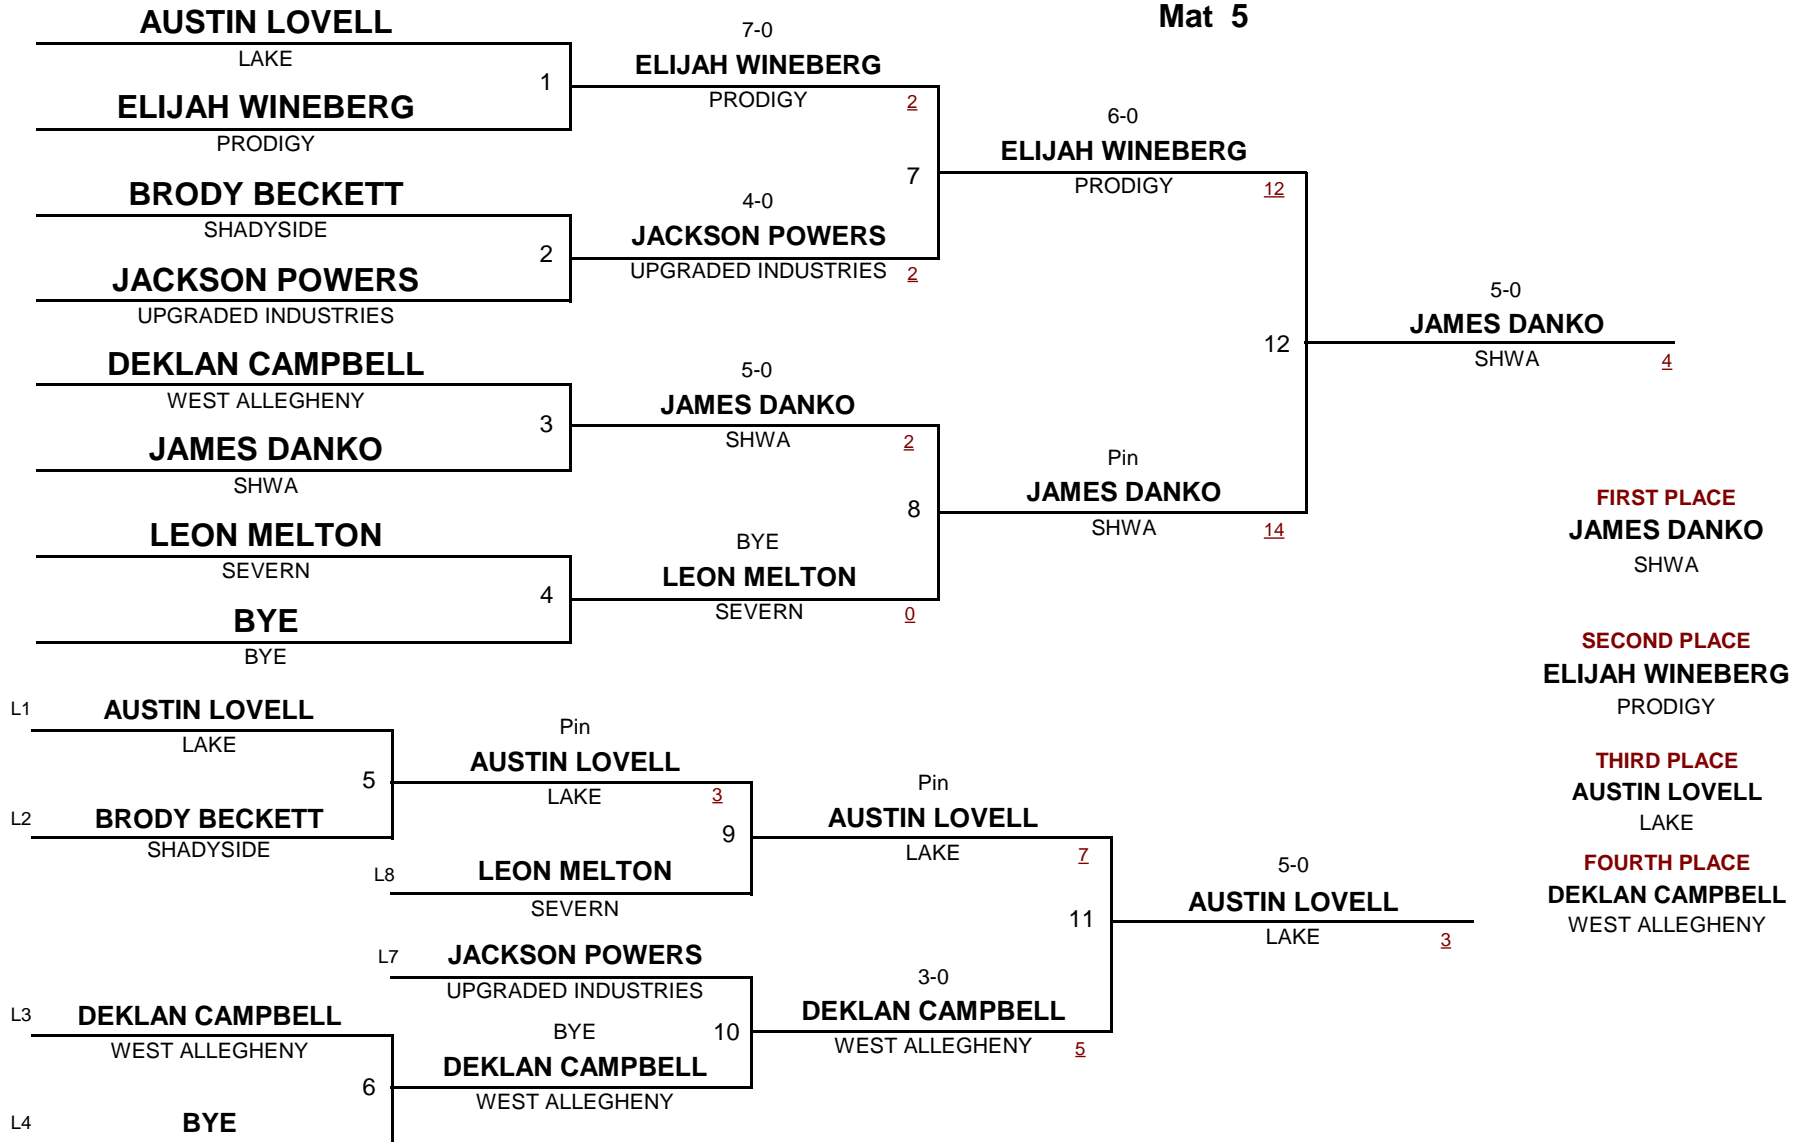 Mat 5
AUSTIN LOVELL
LAKE
1
ELIJAH WINEBERG
PRODIGY
7-0
ELIJAH WINEBERG
PRODIGY
2
BRODY BECKETT
SHADYSIDE
2
JACKSON POWERS
UPGRADED INDUSTRIES
4-0
JACKSON POWERS
UPGRADED INDUSTRIES
2
7
6-0
ELIJAH WINEBERG
PRODIGY
12
DEKLAN CAMPBELL
WEST ALLEGHENY
3
JAMES DANKO
SHWA
5-0
JAMES DANKO
SHWA
2
LEON MELTON
SEVERN
4
BYE
BYE
BYE
LEON MELTON
SEVERN
0
8
Pin
JAMES DANKO
SHWA
14
12
5-0
JAMES DANKO
SHWA
4
FIRST PLACE
JAMES DANKO
SHWA
SECOND PLACE
ELIJAH WINEBERG
PRODIGY
THIRD PLACE
AUSTIN LOVELL
LAKE
FOURTH PLACE
DEKLAN CAMPBELL
WEST ALLEGHENY
L1
AUSTIN LOVELL
LAKE
5
L2
BRODY BECKETT
SHADYSIDE
Pin
AUSTIN LOVELL
LAKE
3
9
L8
LEON MELTON
SEVERN
Pin
AUSTIN LOVELL
LAKE
7
L7
JACKSON POWERS
UPGRADED INDUSTRIES
L3
DEKLAN CAMPBELL
WEST ALLEGHENY
6
L4
BYE
BYE
DEKLAN CAMPBELL
WEST ALLEGHENY
10
3-0
DEKLAN CAMPBELL
WEST ALLEGHENY
5
11
5-0
AUSTIN LOVELL
LAKE
3